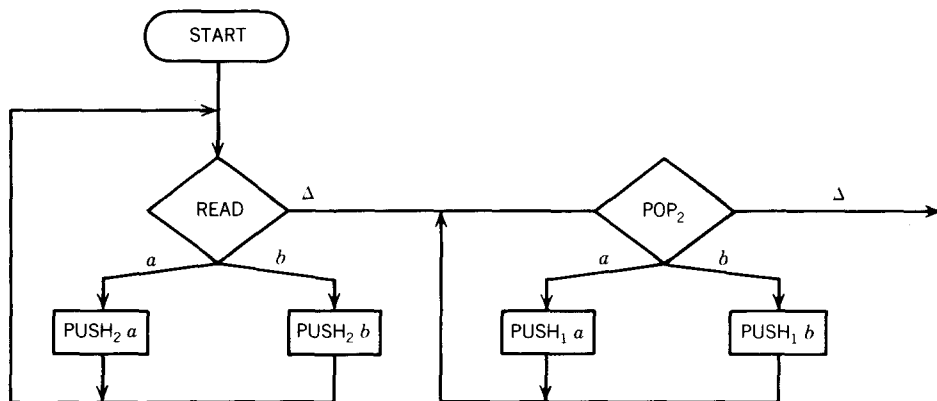 START
READ
Δ
a
b
PUSH₂ a
PUSH₂ b
POP₂
Δ
a
b
PUSH₁ a
PUSH₁ b